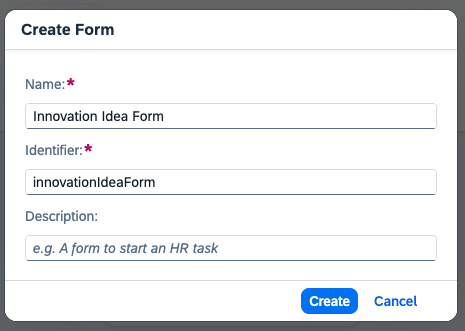 Create Form
Name:*
Innovation Idea Form
Identifier:*
innovationIdeaForm
Description:
e.g. A form to start an HR task
Create Cancel